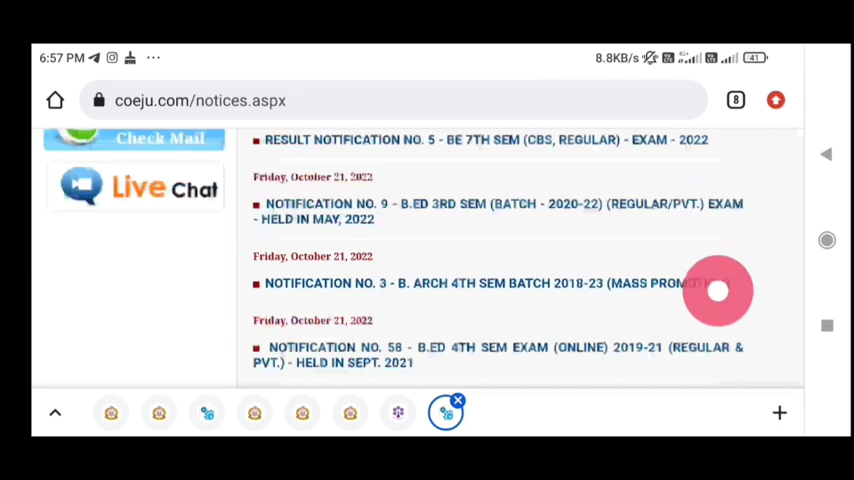 6:57 PM
8.8KB/s
4G+
41
coeju.com/notices.aspx
8
Check Mail
Live Chat
RESULT NOTIFICATION NO. 5 - BE 7TH SEM (CBS, REGULAR) - EXAM - 2022
Friday, October 21, 2022
NOTIFICATION NO. 9 - B.ED 3RD SEM (BATCH - 2020-22) (REGULAR/PVT.) EXAM
- HELD IN MAY, 2022
Friday, October 21, 2022
NOTIFICATION NO. 3 - B. ARCH 4TH SEM BATCH 2018-23 (MASS
Friday, October 21, 2022
NOTIFICATION NO. 58 - B.ED 4TH SEM EXAM (ONLINE) 2019-21 (REGULAR &
PVT.) - HELD IN SEPT. 2021